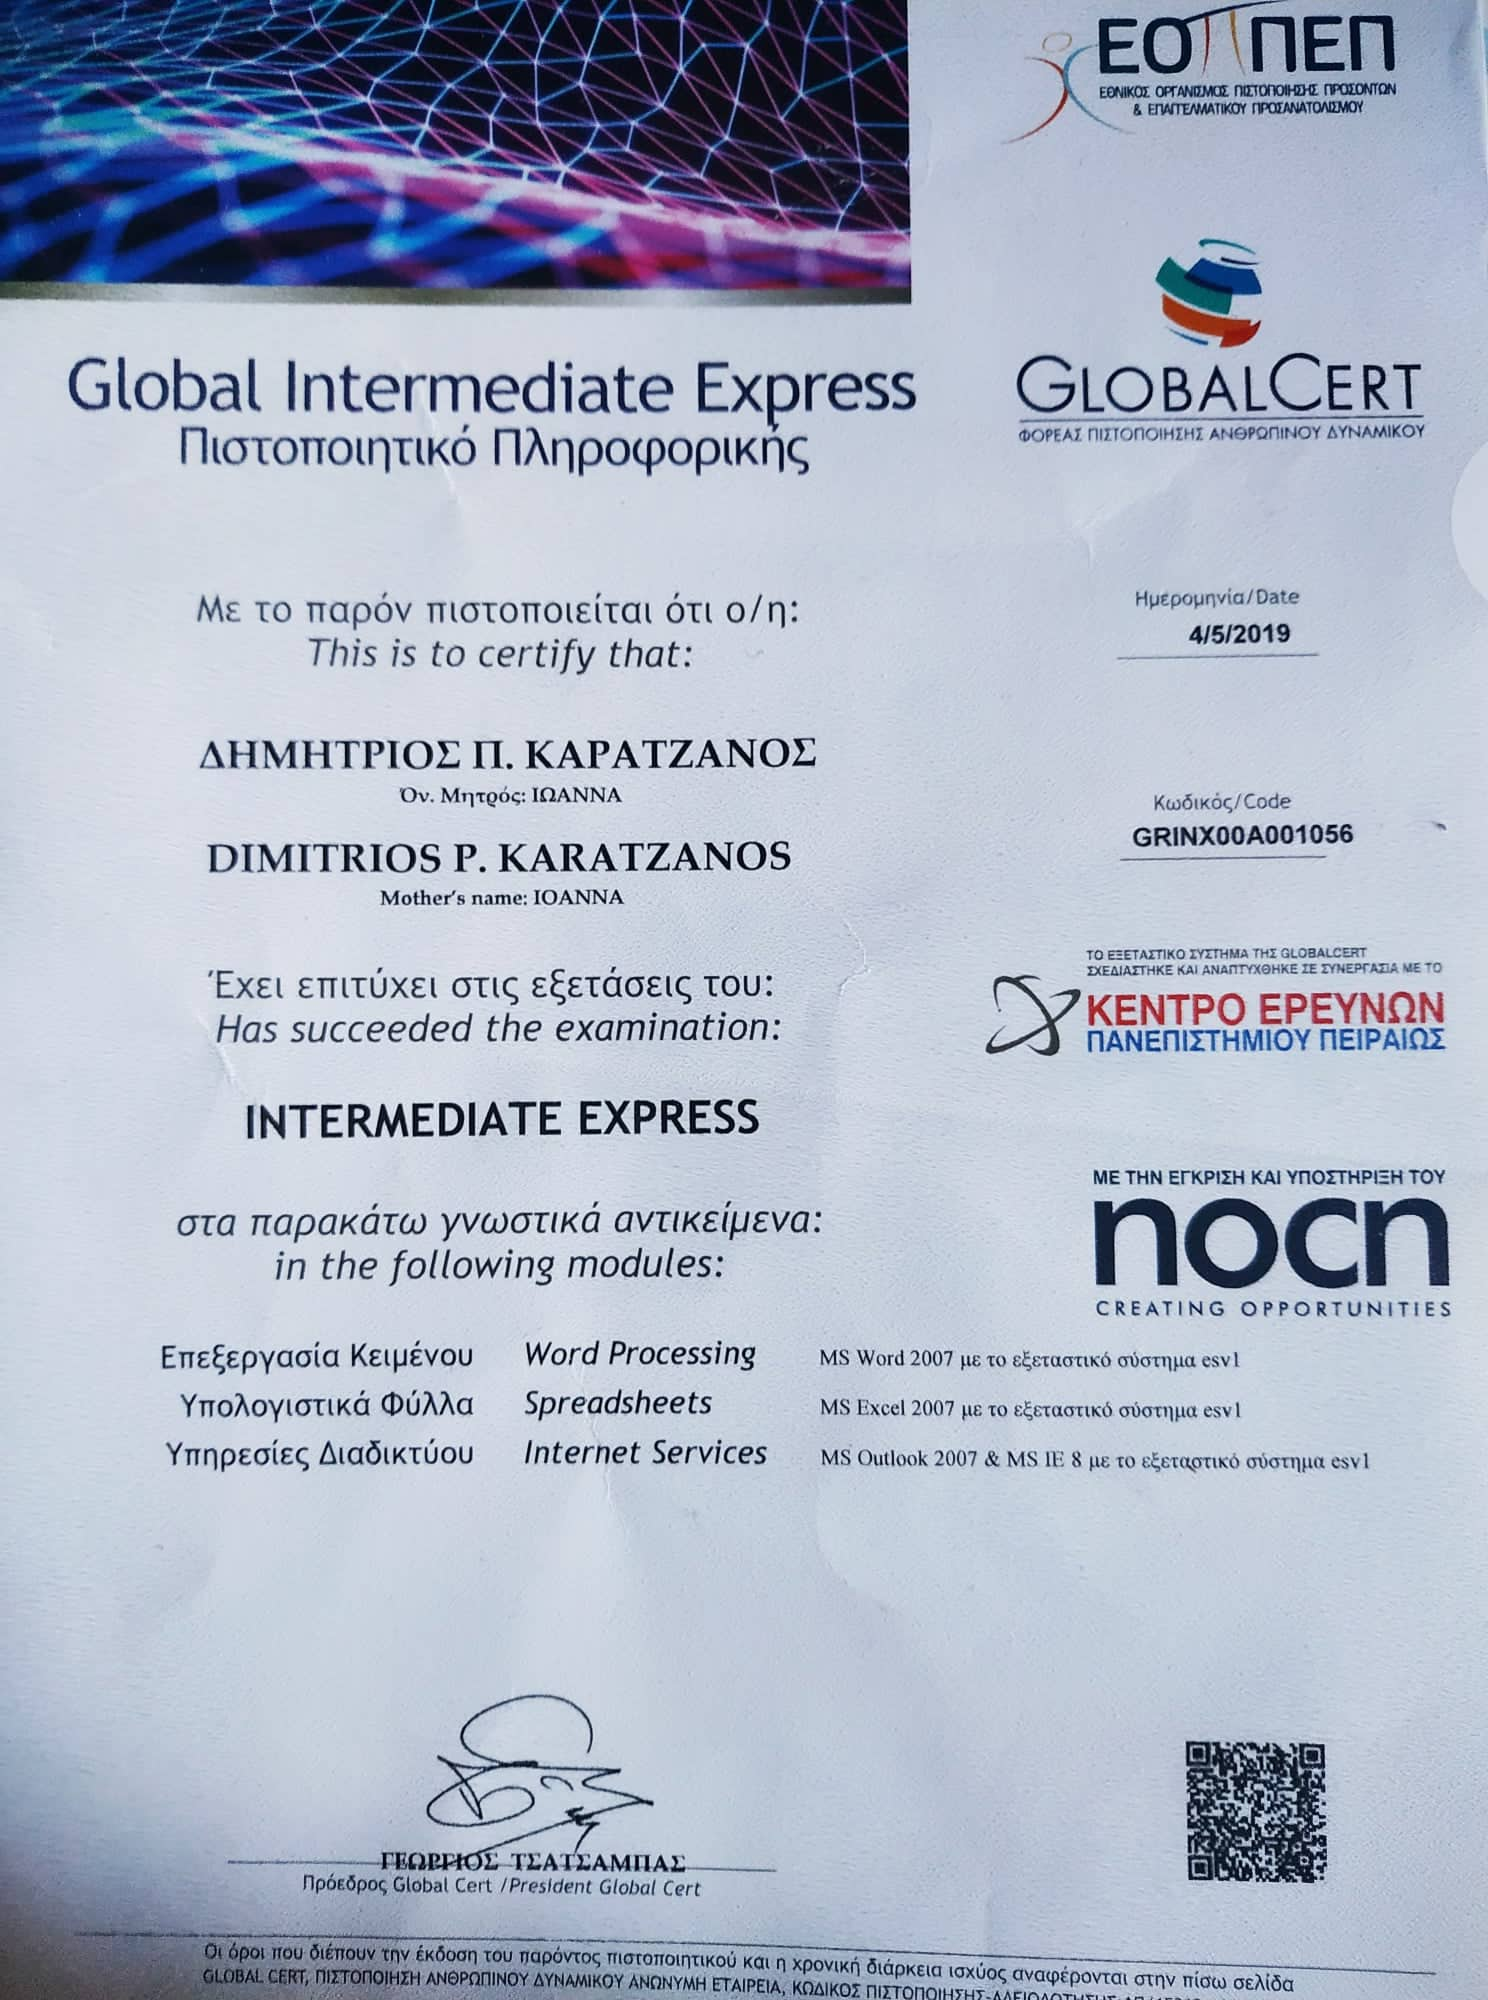 ΕΟΠΠΕΠ
ΕΘΝΙΚΟΣ ΟΡΓΑΝΙΣΜΟΣ ΠΙΣΤΟΠΟΙΗΣΗΣ ΠΡΟΣΟΝΤΩΝ
& ΕΠΑΓΓΕΛΜΑΤΙΚΟΥ ΠΡΟΣΑΝΑΤΟΛΙΣΜΟΥ
GLOBALCERT
ΦΟΡΕΑΣ ΠΙΣΤΟΠΟΙΗΣΗΣ ΑΝΘΡΩΠΙΝΟΥ ΔΥΝΑΜΙΚΟΥ
Global Intermediate Express
Πιστοποιητικό Πληροφορικής
Με το παρόν πιστοποιείται ότι ο/η:
This is to certify that:
Ημερομηνία/Date
4/5/2019
ΔΗΜΗΤΡΙΟΣ Π. ΚΑΡΑΤΖΑΝΟΣ
Όν. Μητρός: ΙΩΑΝΝΑ
DIMITRIOS P. KARATZANOS
Mother's name: IOANNA
Κωδικός/Code
GRINX00A001056
Έχει επιτύχει στις εξετάσεις του:
Has succeeded the examination:
ΤΟ ΕΞΕΤΑΣΤΙΚΟ ΣΥΣΤΗΜΑ ΤΗΣ GLOBALCERT
ΣΧΕΔΙΑΣΤΗΚΕ ΚΑΙ ΑΝΑΠΤΥΧΘΗΚΕ ΣΕ ΣΥΝΕΡΓΑΣΙΑ ΜΕ ΤΟ
ΚΕΝΤΡΟ ΕΡΕΥΝΩΝ
ΠΑΝΕΠΙΣΤΗΜΙΟΥ ΠΕΙΡΑΙΩΣ
INTERMEDIATE EXPRESS
ΜΕ ΤΗΝ ΕΓΚΡΙΣΗ ΚΑΙ ΥΠΟΣΤΗΡΙΞΗ ΤΟΥ
nocn
CREATING OPPORTUNITIES
στα παρακάτω γνωστικά αντικείμενα:
in the following modules:
Επεξεργασία Κειμένου Word Processing MS Word 2007 με το εξεταστικό σύστημα esv1
Υπολογιστικά Φύλλα Spreadsheets MS Excel 2007 με το εξεταστικό σύστημα esv1
Υπηρεσίες Διαδικτύου Internet Services MS Outlook 2007 & MS IE 8 με το εξεταστικό σύστημα esv1
ΓΕΩΡΓΙΟΣ ΤΣΑΤΣΑΜΠΑΣ
Πρόεδρος Global Cert /President Global Cert
Οι όροι που διέπουν την έκδοση του παρόντος πιστοποιητικού και η χρονική διάρκεια ισχύος αναφέρονται στην πίσω σελίδα
GLOBAL CERT, ΠΙΣΤΟΠΟΙΗΣΗ ΑΝΘΡΩΠΙΝΟΥ ΔΥΝΑΜΙΚΟΥ ΑΝΩΝΥΜΗ ΕΤΑΙΡΕΙΑ, ΚΩΔΙΚΟΣ ΠΙΣΤΟΠΟΙΗΣΗΣ